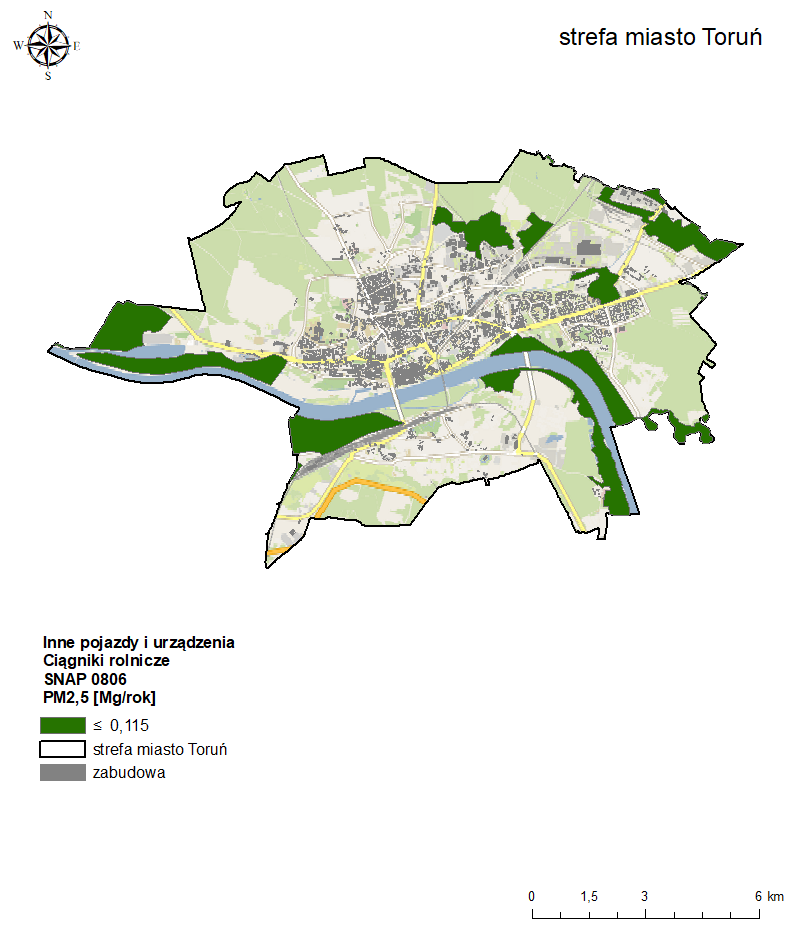 N
W E
S
strefa miasto Toruń
Inne pojazdy i urządzenia
Ciągniki rolnicze
SNAP 0806
PM2,5 [Mg/rok]
≤ 0,115
strefa miasto Toruń
zabudowa
0 1,5 3 6 km